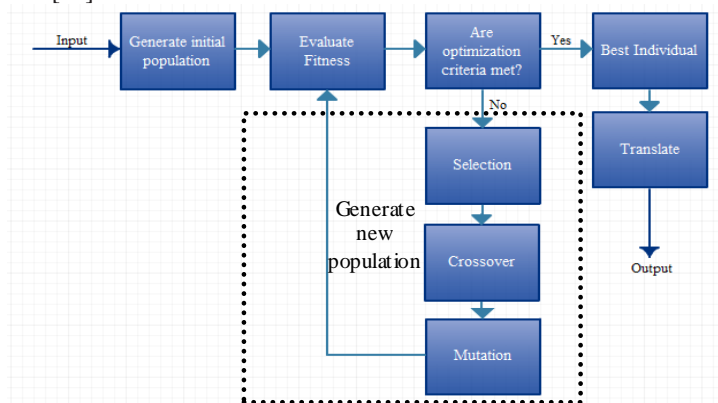 Input
Generate initial
population
Evaluate
Fitness
Are
optimization
criteria met?
Yes
Best Individual
No
Translate
Selection
Generate
new
population
Crossover
Output
Mutation